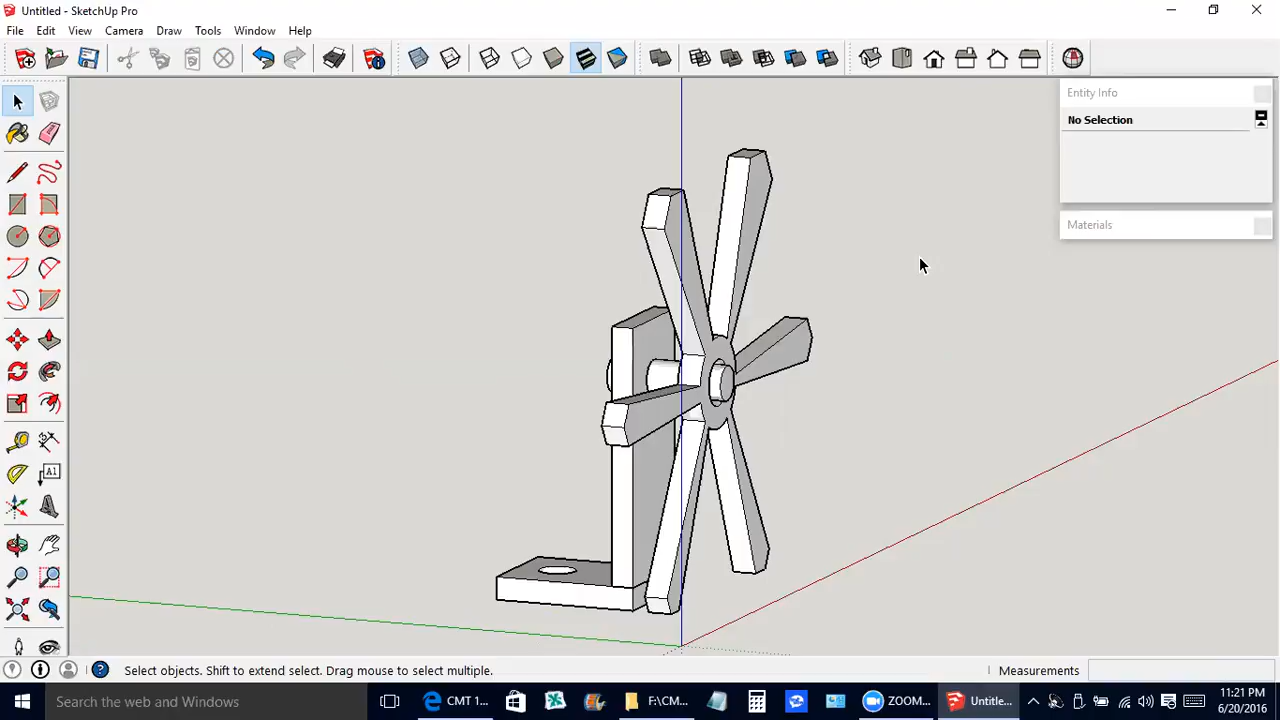 Untitled - SketchUp Pro
File Edit View Camera Draw Tools Window Help
Entity Info
No Selection
Materials
A1
Select objects. Shift to extend select. Drag mouse to select multiple.
Measurements
Search the web and Windows
CMT 1...
F:\CM...
ZOOM...
Untitle...
11:21 PM
6/20/2016